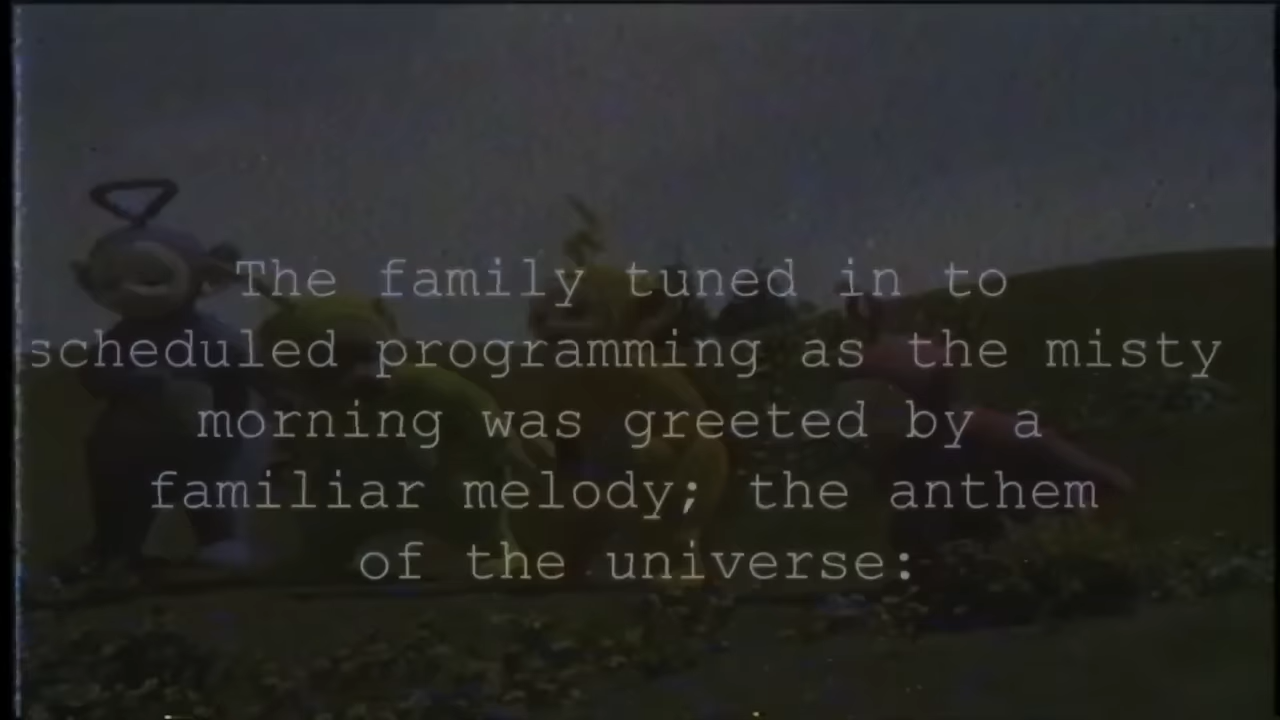 The family tuned in to
scheduled programming as the misty
morning was greeted by a
familiar melody; the anthem
of the universe: